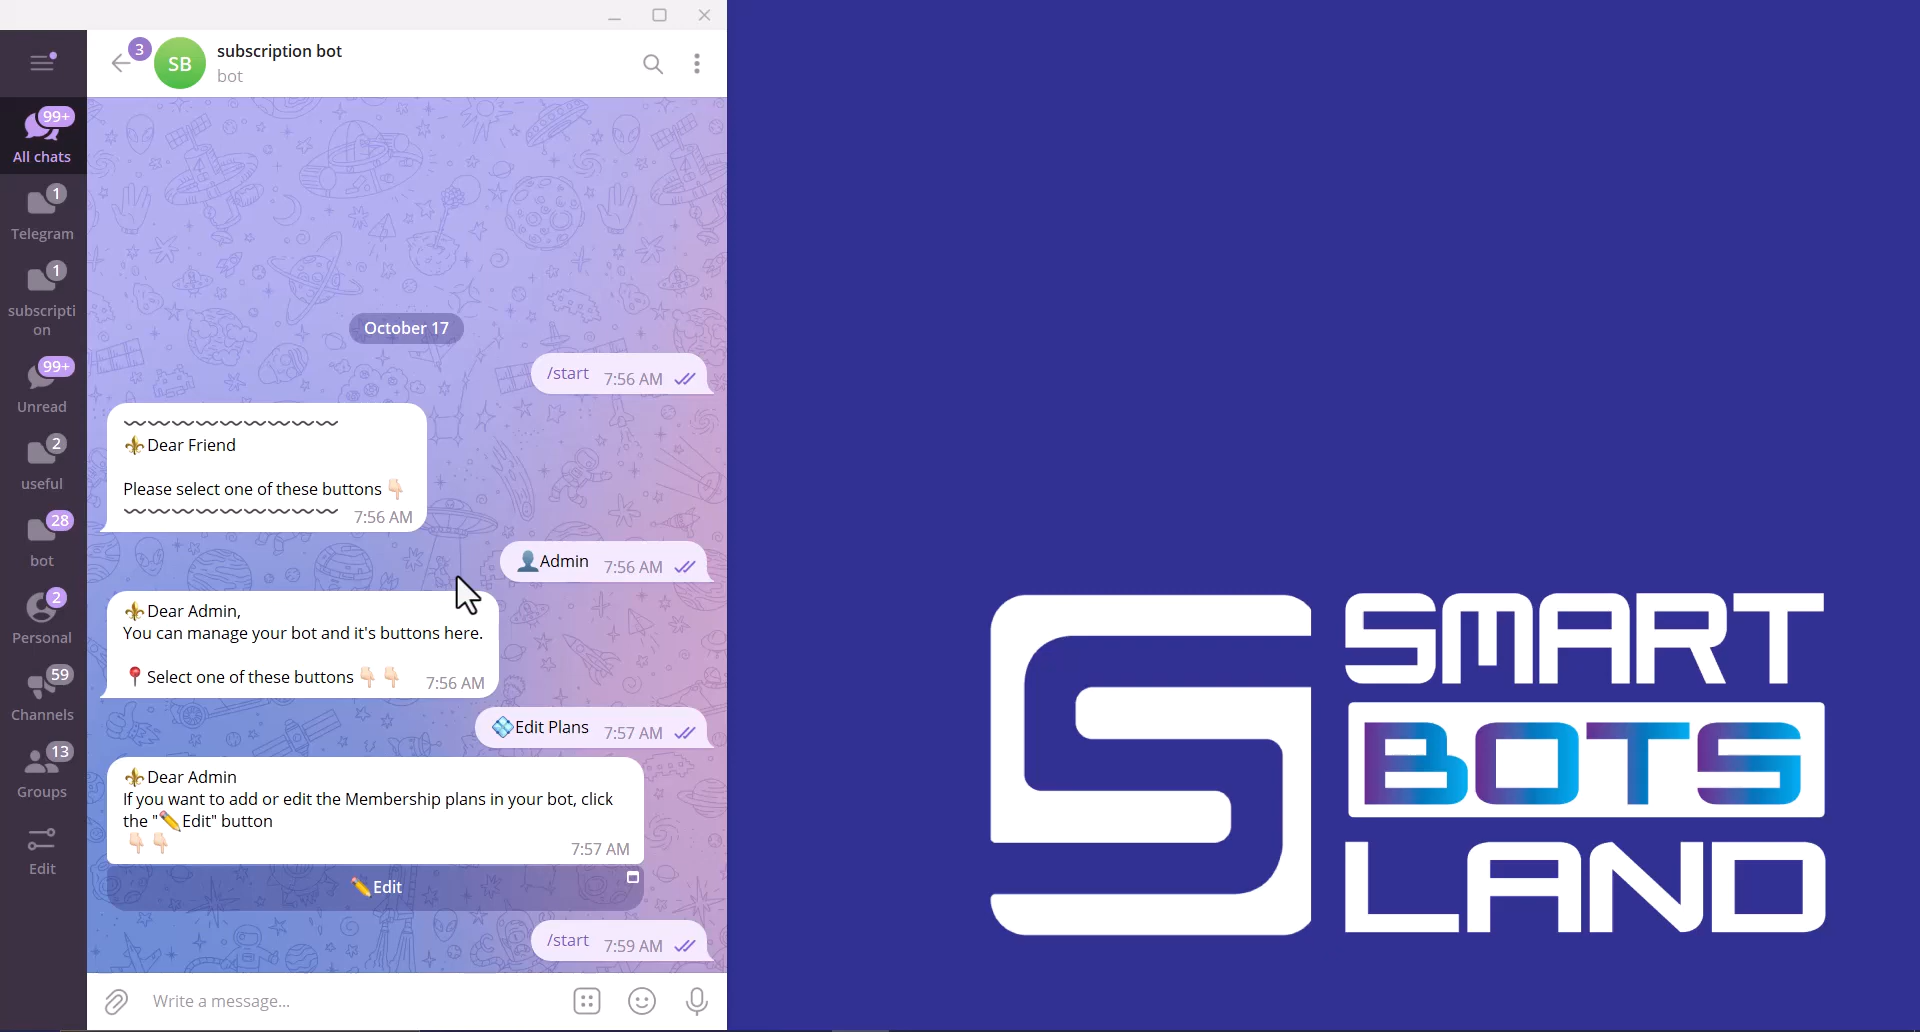 3
SB
subscription bot
bot
99+
All chats
1
Telegram
1
subscripti
on
99+
Unread
2
useful
28
bot
2
Personal
59
Channels
13
Groups
Edit
October 17
/start 7:56 AM
⚜️Dear Friend
Please select one of these buttons 👇🏻
7:56 AM
👤Admin 7:56 AM
⚜️Dear Admin,
You can manage your bot and it's buttons here.
📍Select one of these buttons 👇🏻 👇🏻 7:56 AM
💠Edit Plans 7:57 AM
⚜️Dear Admin
If you want to add or edit the Membership plans in your bot, click
the "✏️Edit" button
👇🏻 👇🏻
7:57 AM
✏️Edit
/start 7:59 AM
Write a message...
SMART
BOTS
LAND